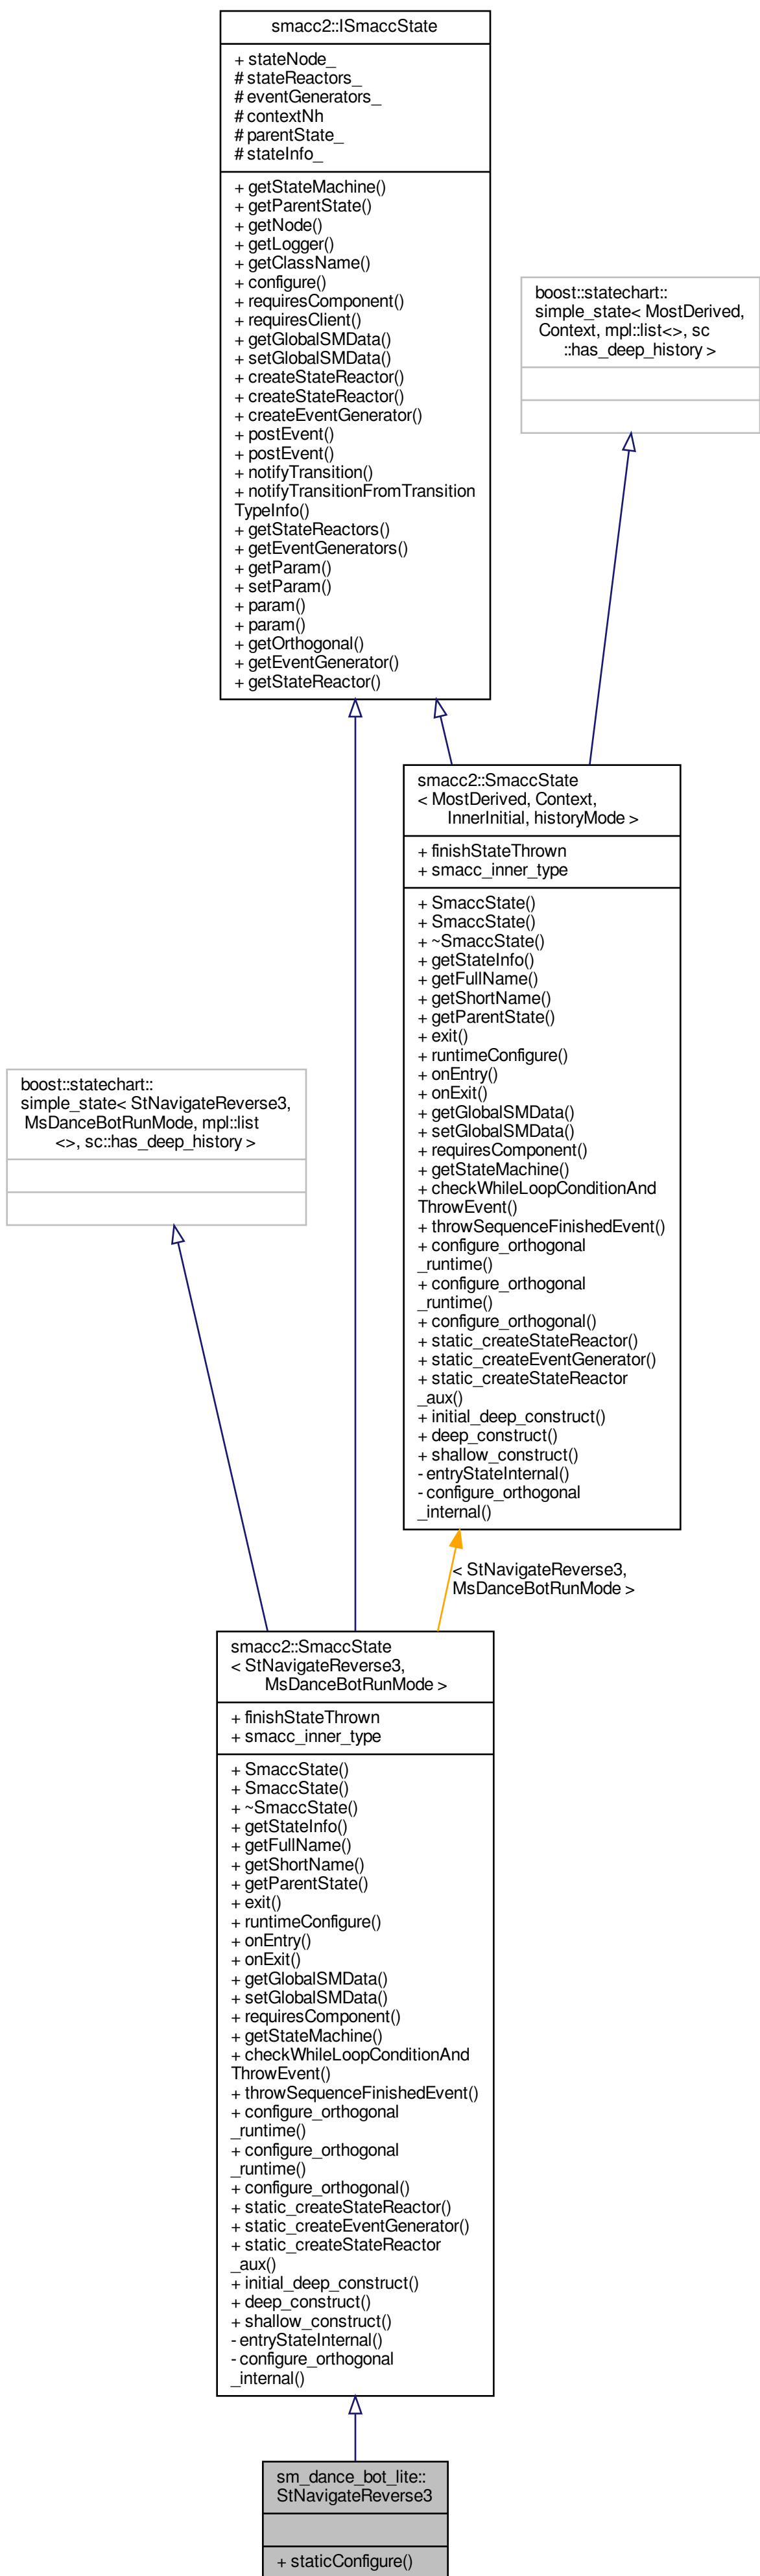 smacc2::ISmaccState
+ stateNode_
# stateReactors_
# eventGenerators_
# contextNh
# parentState_
# stateInfo_
+ getStateMachine()
+ getParentState()
+ getNode()
+ getLogger()
+ getClassName()
+ configure()
+ requiresComponent()
+ requiresClient()
+ getGlobalSMData()
+ setGlobalSMData()
+ createStateReactor()
+ createStateReactor()
+ createEventGenerator()
+ postEvent()
+ postEvent()
+ notifyTransition()
+ notifyTransitionFromTransition
TypeInfo()
+ getStateReactors()
+ getEventGenerators()
+ getParam()
+ setParam()
+ param()
+ param()
+ getOrthogonal()
+ getEventGenerator()
+ getStateReactor()
boost::statechart::
simple_state< MostDerived,
Context, mpl::list<>, sc
::has_deep_history >
smacc2::SmaccState
< MostDerived, Context,
InnerInitial, historyMode >
+ finishStateThrown
+ smacc_inner_type
+ SmaccState()
+ SmaccState()
+ ~SmaccState()
+ getStateInfo()
+ getFullName()
+ getShortName()
+ getParentState()
+ exit()
+ runtimeConfigure()
+ onEntry()
+ onExit()
+ getGlobalSMData()
+ setGlobalSMData()
+ requiresComponent()
+ getStateMachine()
+ checkWhileLoopConditionAnd
ThrowEvent()
+ throwSequenceFinishedEvent()
+ configure_orthogonal
_runtime()
+ configure_orthogonal
_runtime()
+ configure_orthogonal()
+ static_createStateReactor()
+ static_createEventGenerator()
+ static_createStateReactor
_aux()
+ initial_deep_construct()
+ deep_construct()
+ shallow_construct()
- entryStateInternal()
- configure_orthogonal
_internal()
boost::statechart::
simple_state< StNavigateReverse3,
MsDanceBotRunMode, mpl::list
<>, sc::has_deep_history >
< StNavigateReverse3,
MsDanceBotRunMode >
smacc2::SmaccState
< StNavigateReverse3,
MsDanceBotRunMode >
+ finishStateThrown
+ smacc_inner_type
+ SmaccState()
+ SmaccState()
+ ~SmaccState()
+ getStateInfo()
+ getFullName()
+ getShortName()
+ getParentState()
+ exit()
+ runtimeConfigure()
+ onEntry()
+ onExit()
+ getGlobalSMData()
+ setGlobalSMData()
+ requiresComponent()
+ getStateMachine()
+ checkWhileLoopConditionAnd
ThrowEvent()
+ throwSequenceFinishedEvent()
+ configure_orthogonal
_runtime()
+ configure_orthogonal
_runtime()
+ configure_orthogonal()
+ static_createStateReactor()
+ static_createEventGenerator()
+ static_createStateReactor
_aux()
+ initial_deep_construct()
+ deep_construct()
+ shallow_construct()
- entryStateInternal()
- configure_orthogonal
_internal()
sm_dance_bot_lite::
StNavigateReverse3
+ staticConfigure()